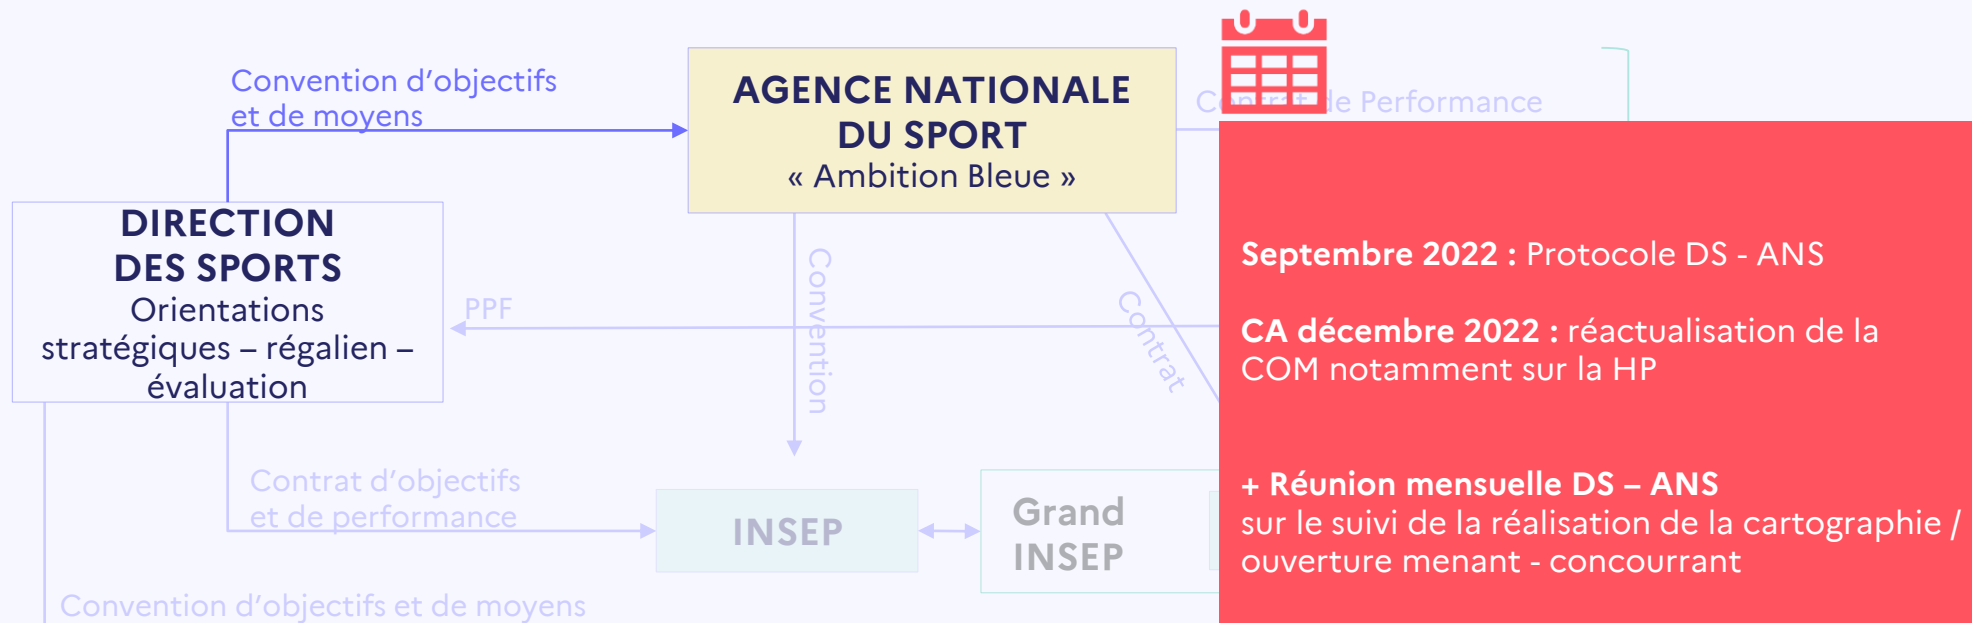 Convention d’objectifs
et de moyens
AGENCE NATIONALE
DU SPORT
« Ambition Bleue »
Contrat de Performance
DIRECTION
DES SPORTS
Orientations
stratégiques – régalien –
évaluation
PPF
Convention
Contrat
Septembre 2022 : Protocole DS - ANS
CA décembre 2022 : réactualisation de la
COM notamment sur la HP
+ Réunion mensuelle DS – ANS
sur le suivi de la réalisation de la cartographie /
ouverture menant - concourrant
Contrat d’objectifs
et de performance
INSEP
Grand
INSEP
Convention d’objectifs et de moyens